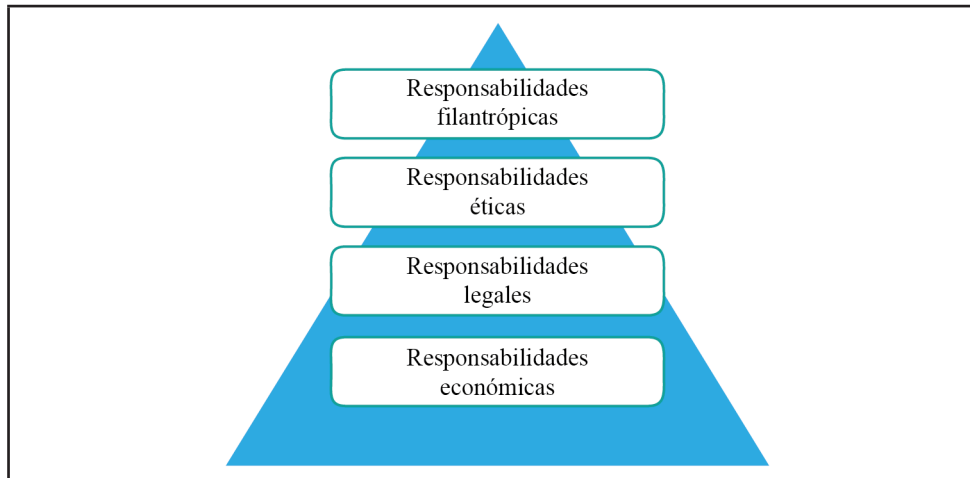 Responsabilidades
filantrópicas
Responsabilidades
éticas
Responsabilidades
legales
Responsabilidades
económicas